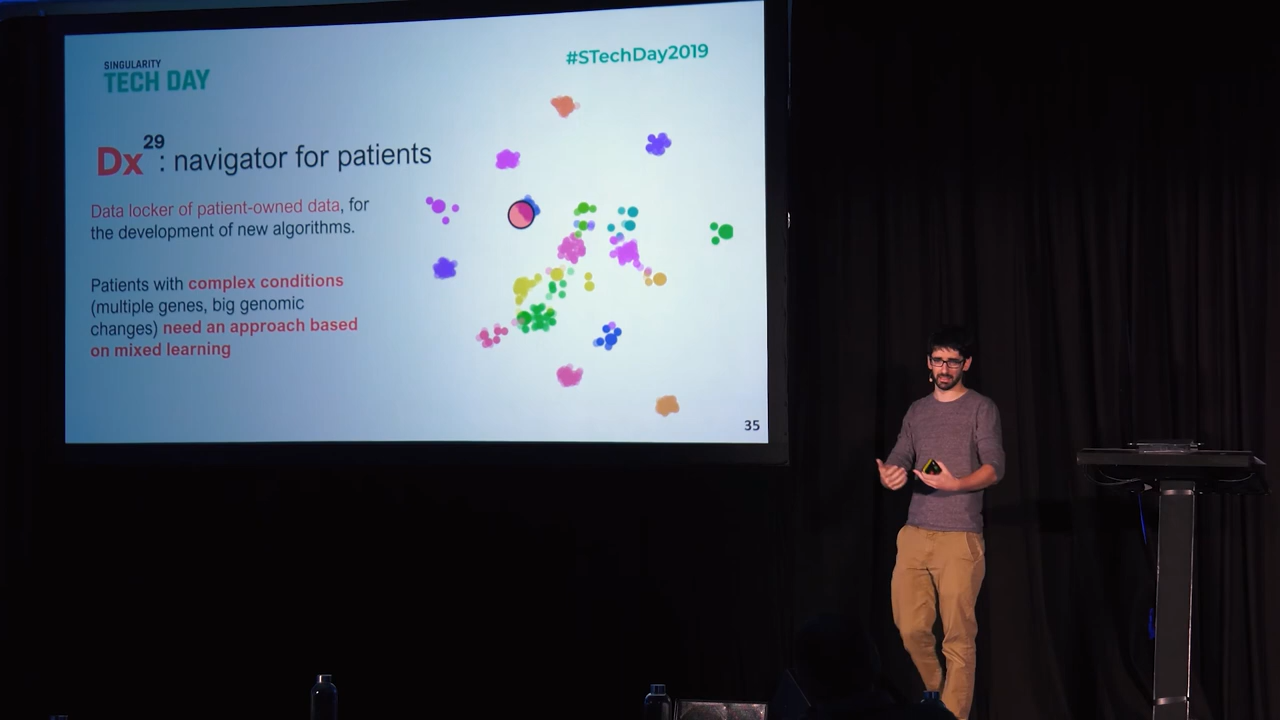 SINGULARITY
TECH DAY
#STechDay2019
Dx29: navigator for patients
Data locker of patient-owned data, for
the development of new algorithms.
Patients with complex conditions
(multiple genes, big genomic
changes) need an approach based
on mixed learning
35